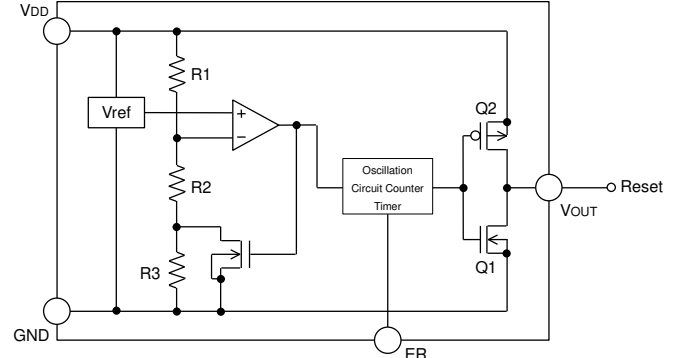 VDD
R1
Vref
+
−
Q2
Oscillation
Circuit Counter
Timer
R2
Reset
VOUT
R3
Q1
GND
ER